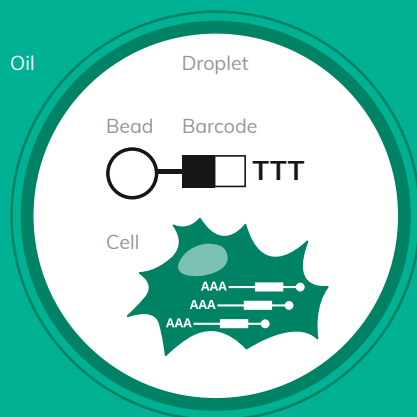 Oil
Droplet
Bead
Barcode
TTT
Cell
AAA
AAA
AAA